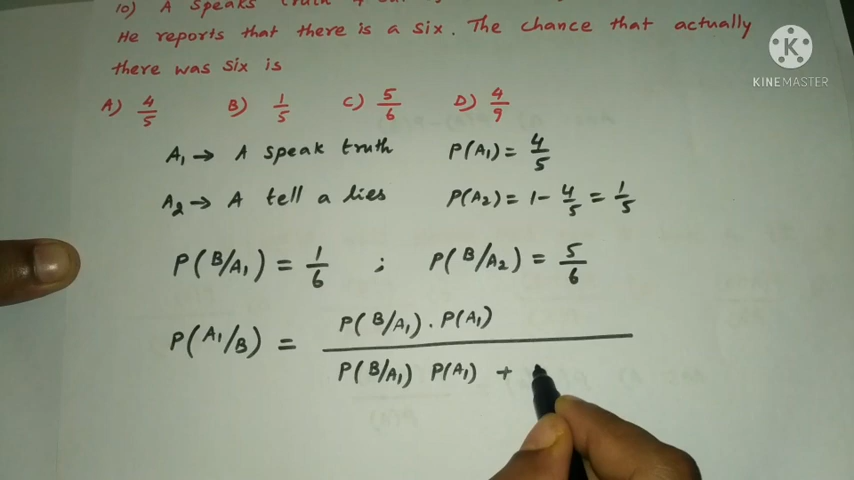 10) A Speaks truth 4
He reports that there is a six. The chance that actually
there was six is
A) 4/5 B) 1/5 C) 5/6 D) 4/9
A₁ → A speak truth P(A₁) = 4/5
A₂ → A tell a lies P(A₂) = 1 - 4/5 = 1/5
P(B/A₁) = 1/6 ; P(B/A₂) = 5/6
P(A₁/B) = P(B/A₁) . P(A₁)
P(B/A₁) P(A₁) +
K
KINEMASTER